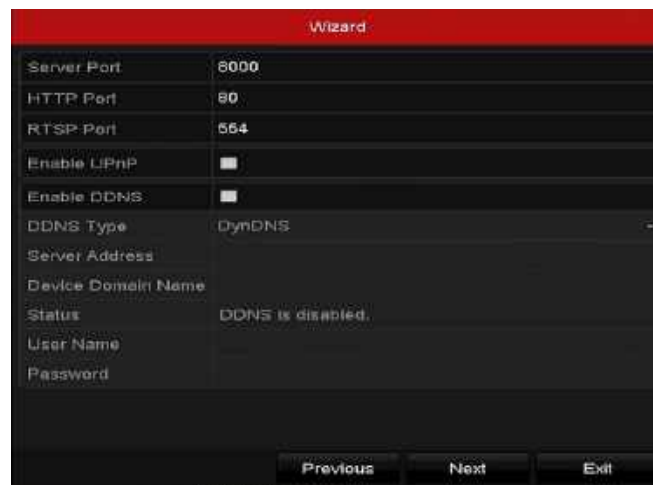 Wizard
Server Port 8000
HTTP Port 80
RTSP Port 554
Enable UPnP
Enable DDNS
DDNS Type DynDNS
Server Address
Device Domain Name
Status DDNS is disabled.
User Name
Password
Previous Next Exit